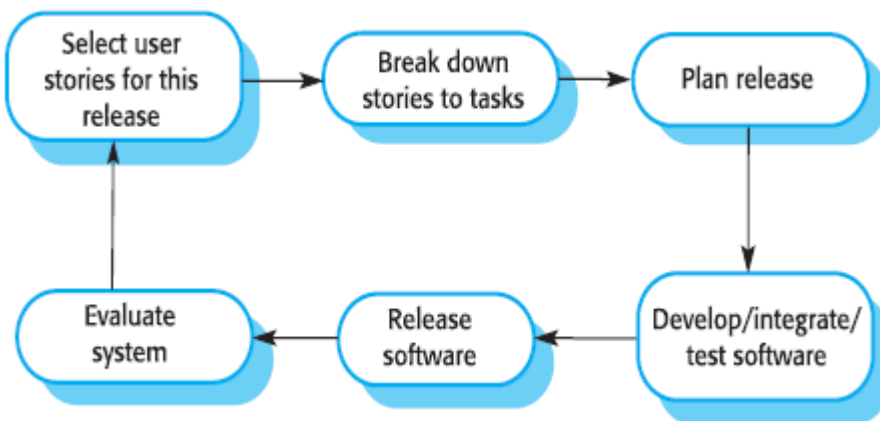 Select user
stories for this
release
Break down
stories to tasks
Plan release
Develop/integrate/
test software
Release
software
Evaluate
system